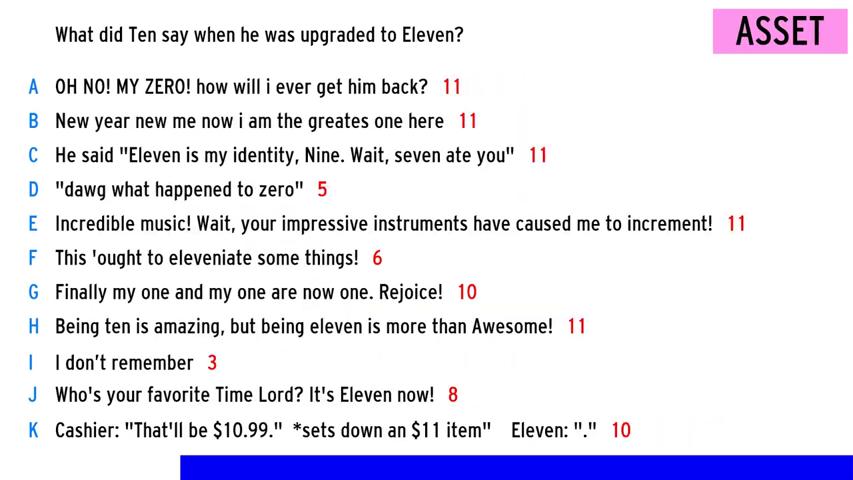 What did Ten say when he was upgraded to Eleven?
ASSET
A OH NO! MY ZERO! how will i ever get him back? 11
B New year new me now i am the greates one here 11
C He said "Eleven is my identity, Nine. Wait, seven ate you" 11
D "dawg what happened to zero" 5
E Incredible music! Wait, your impressive instruments have caused me to increment! 11
F This 'ought to eleveniate some things! 6
G Finally my one and my one are now one. Rejoice! 10
H Being ten is amazing, but being eleven is more than Awesome! 11
I I don’t remember 3
J Who's your favorite Time Lord? It's Eleven now! 8
K Cashier: "That'll be $10.99." *sets down an $11 item" Eleven: "." 10